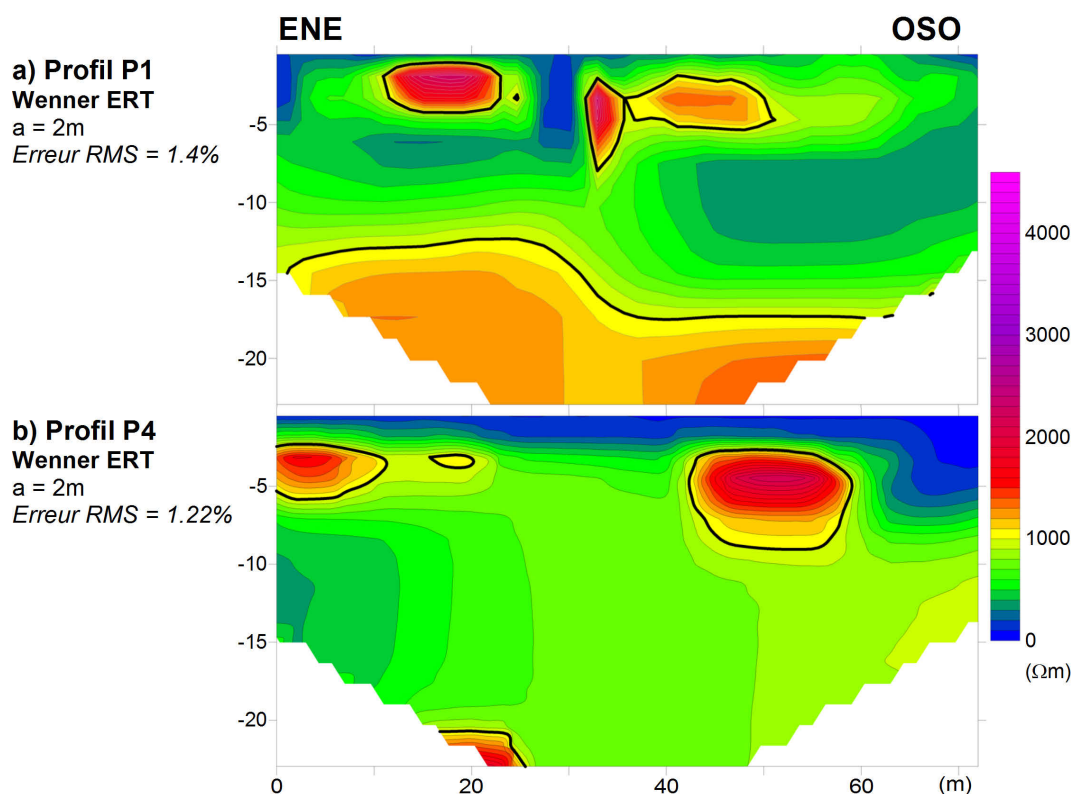 ENE
OSO
a) Profil P1
Wenner ERT
a = 2m
Erreur RMS = 1.4%
-5
-10
-15
-20
b) Profil P4
Wenner ERT
a = 2m
Erreur RMS = 1.22%
-5
-10
-15
-20
0
20
40
60
(m)
4000
3000
2000
1000
0
(Ωm)